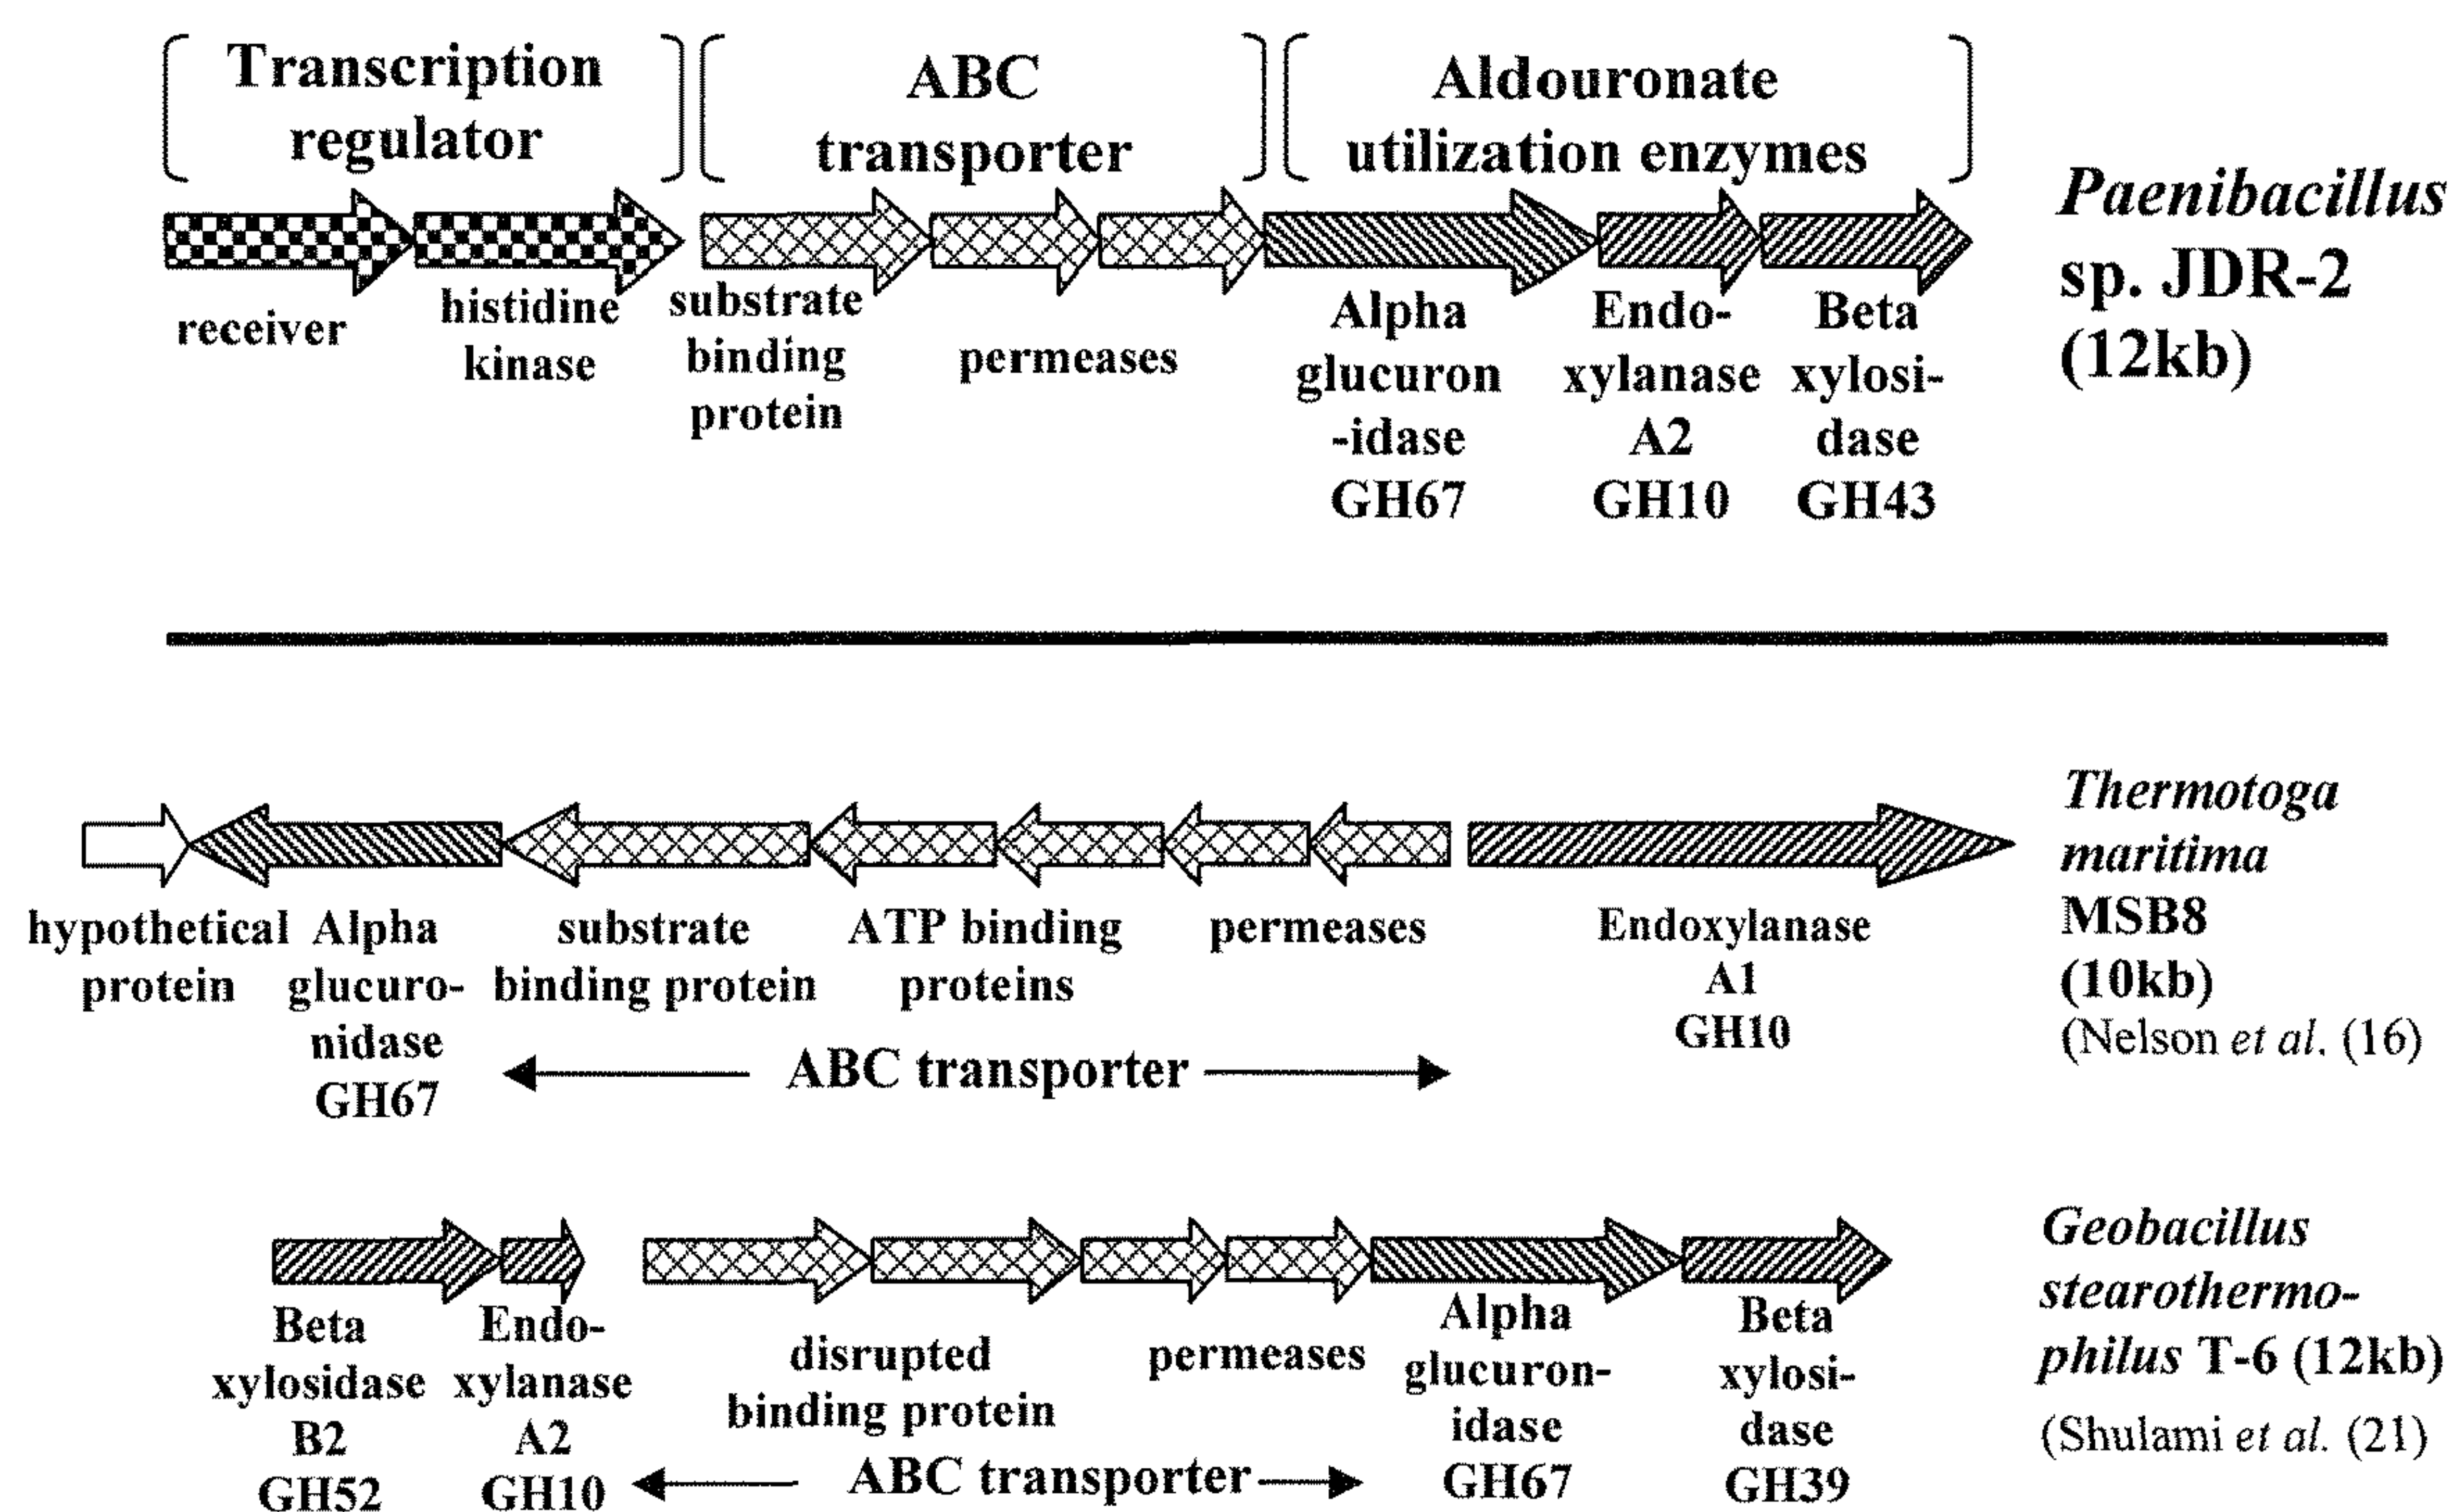 Transcription
regulator
ABC
transporter
Aldouronate
utilization enzymes
receiver
histidine
kinase
substrate
binding
protein
permeases
Alpha
glucuron
-idase
GH67
Endo-
xylanase
A2
GH10
Beta
xylosi-
dase
GH43
Paenibacillus
sp. JDR-2
(12kb)
hypothetical
protein
Alpha
glucuro-
nidase
GH67
substrate
binding protein
ATP binding
proteins
permeases
ABC transporter
Endoxylanase
A1
GH10
Thermotoga
maritima
MSB8
(10kb)
(Nelson et al. (16)
Beta
xylosidase
B2
GH52
Endo-
xylanase
A2
GH10
disrupted
binding protein
permeases
ABC transporter
Alpha
glucuron-
idase
GH67
Beta
xylosi-
dase
GH39
Geobacillus
stearothermo-
philus T-6 (12kb)
(Shulami et al. (21)